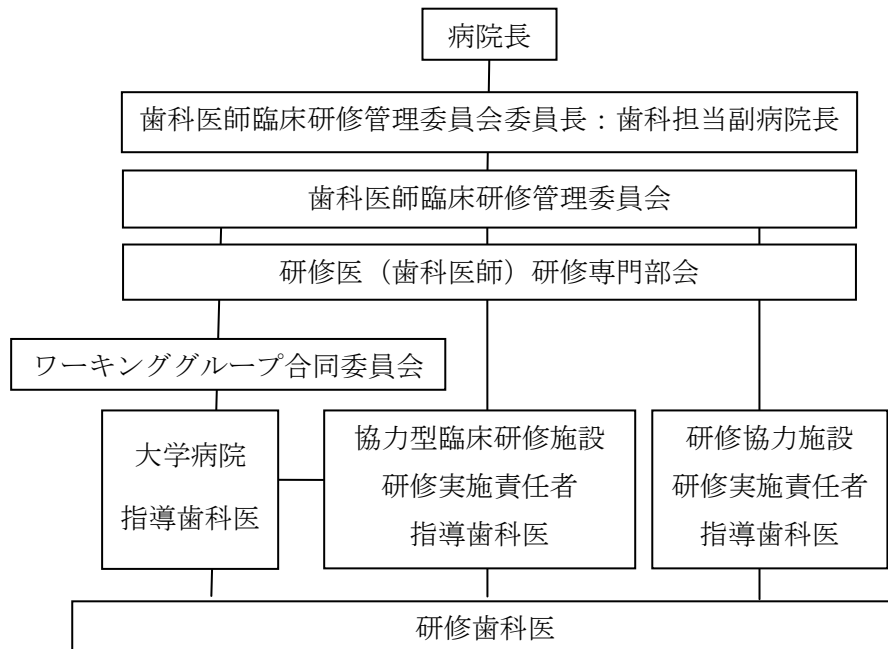 病院長
歯科医師臨床研修管理委員会委員長：歯科担当副病院長
歯科医師臨床研修管理委員会
研修医（歯科医師）研修専門部会
ワーキンググループ合同委員会
大学病院
指導歯科医
協力型臨床研修施設
研修実施責任者
指導歯科医
研修協力施設
研修実施責任者
指導歯科医
研修歯科医